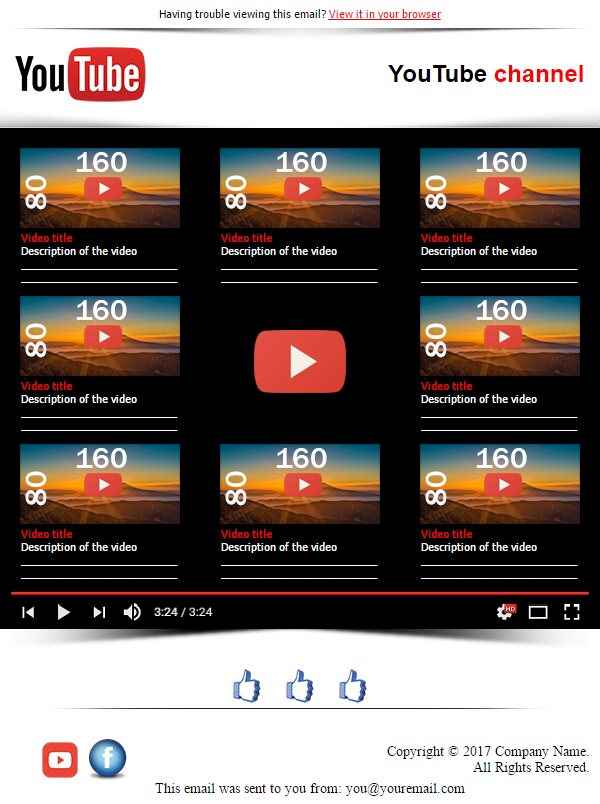 Having trouble viewing this email? View it in your browser
YouTube
YouTube channel
160 160 160
80 80 80
Video title Video title Video title
Description of the video Description of the video Description of the video
160 160
80 80
Video title Video title
Description of the video Description of the video
160 160 160
80 80 80
Video title Video title Video title
Description of the video Description of the video Description of the video
3:24 / 3:24
HD
Copyright © 2017 Company Name.
All Rights Reserved.
This email was sent to you from: you@youremail.com